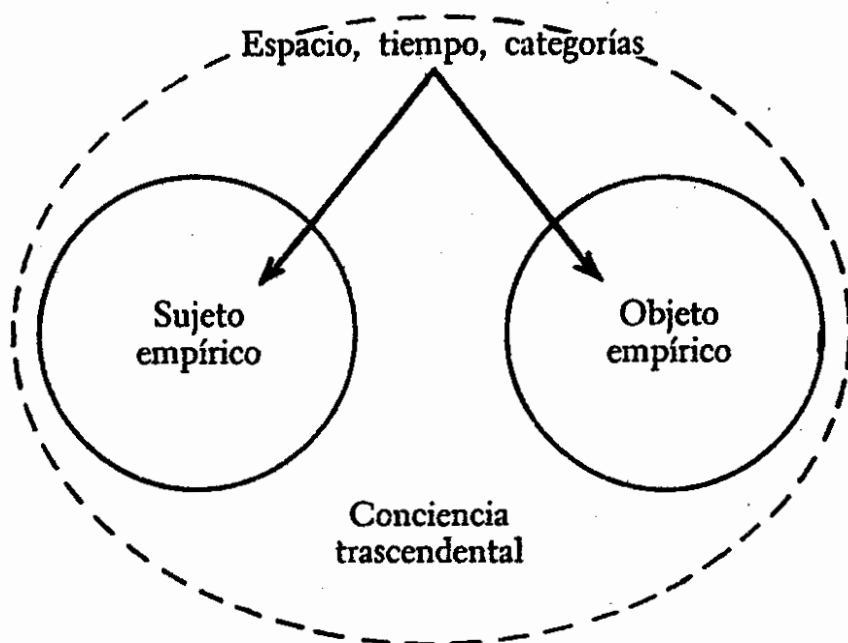 Espacio, tiempo, categorías
Sujeto
empírico
Objeto
empírico
Conciencia
trascendental